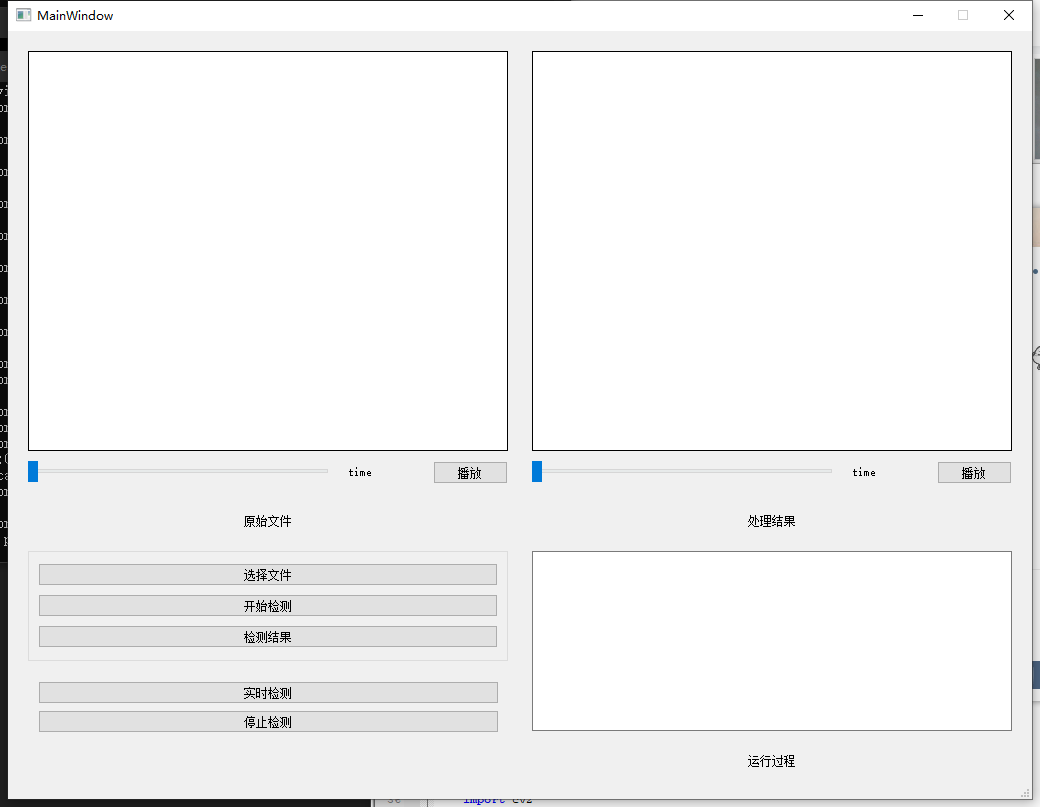 MainWindow
time
播放
time
播放
原始文件
处理结果
选择文件
开始检测
检测结果
实时检测
停止检测
运行过程
import cv2